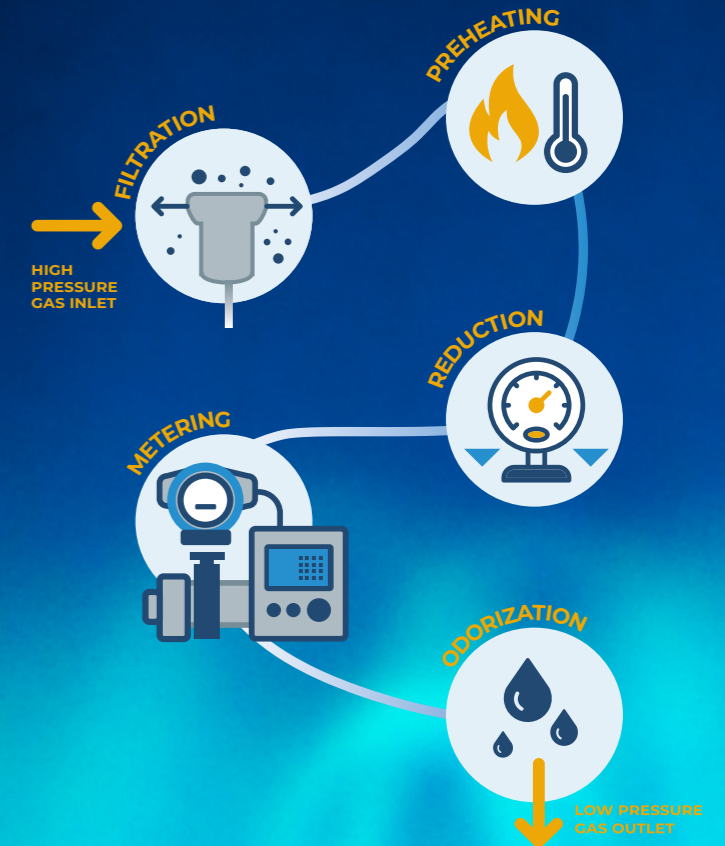 PREHEATING
FILTRATION
HIGH
PRESSURE
GAS INLET
REDUCTION
METERING
ODORIZATION
LOW PRESSURE
GAS OUTLET